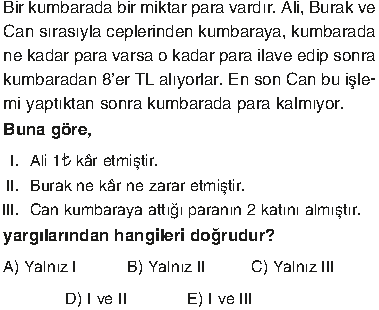 Bir kumbarada bir miktar para vardır. Ali, Burak ve
Can sırasıyla ceplerinden kumbaraya, kumbarada
ne kadar para varsa o kadar para ilave edip sonra
kumbaradan 8'er TL alıyorlar. En son Can bu işle-
mi yaptıktan sonra kumbarada para kalmıyor.
Buna göre,
I. Ali 1₺ kâr etmiştir.
II. Burak ne kâr ne zarar etmiştir.
III. Can kumbaraya attığı paranın 2 katını almıştır.
yargılarından hangileri doğrudur?
A) Yalnız I B) Yalnız II C) Yalnız III
D) I ve II E) I ve III